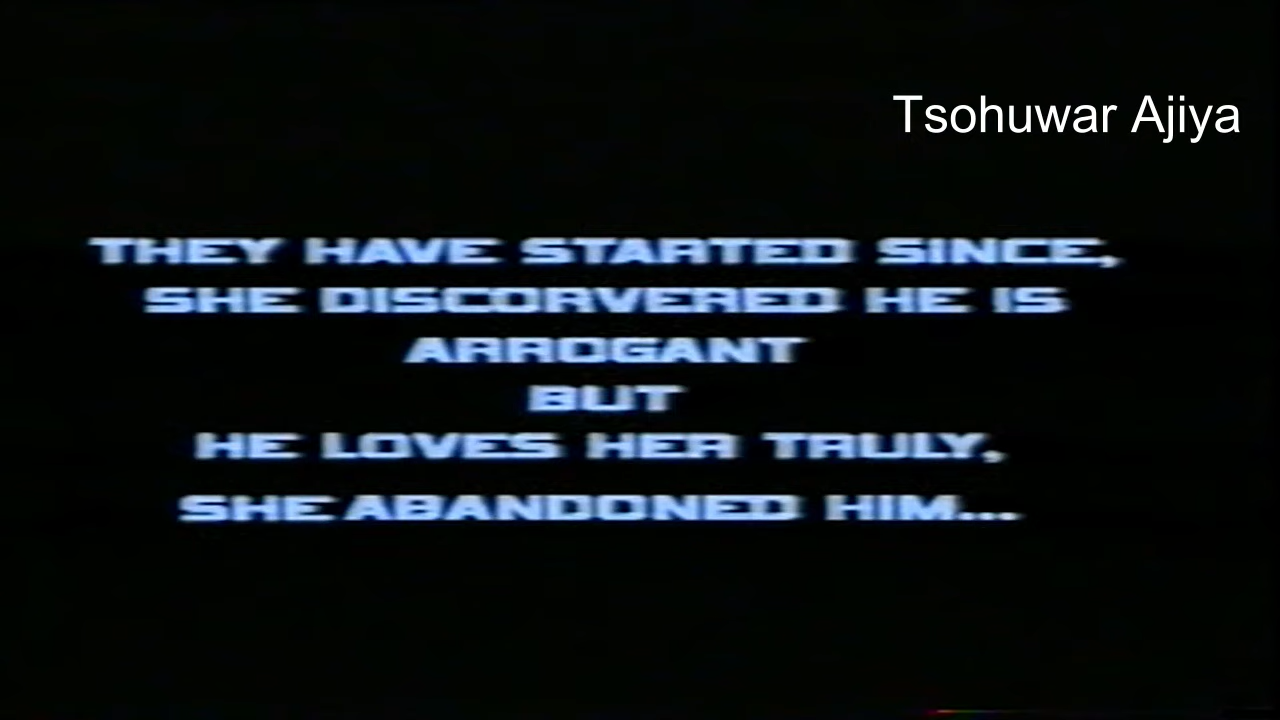 Tsohuwar Ajiya
THEY HAVE STARTED SINCE,
SHE DISCORVERED HE IS
ARROGANT
BUT
HE LOVES HER TRULY,
SHE ABANDONED HIM...